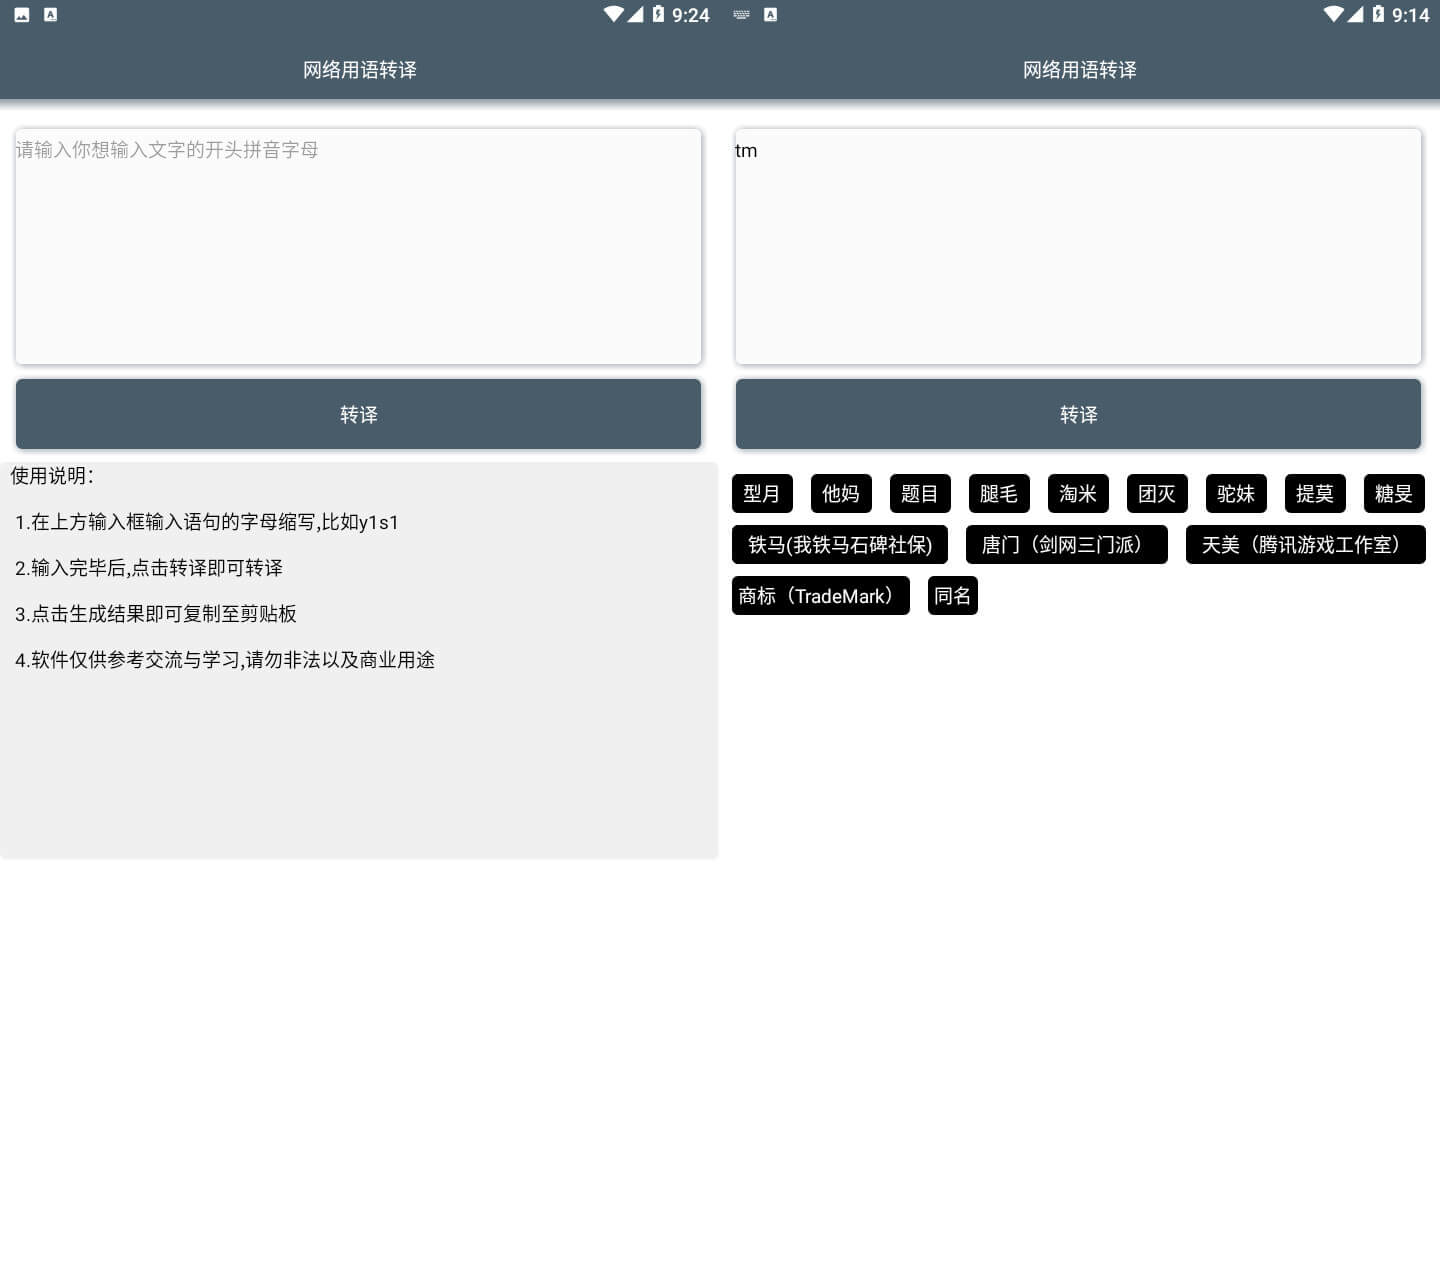 9:24
网络用语转译
请输入你想输入文字的开头拼音字母
转译
使用说明：
1.在上方输入框输入语句的字母缩写,比如y1s1
2.输入完毕后,点击转译即可转译
3.点击生成结果即可复制至剪贴板
4.软件仅供参考交流与学习,请勿非法以及商业用途
9:14
网络用语转译
tm
转译
型月 他妈 题目 腿毛 淘米 团灭 驼妹 提莫 糖旻
铁马(我铁马石碑社保) 唐门（剑网三门派） 天美（腾讯游戏工作室）
商标（TradeMark） 同名